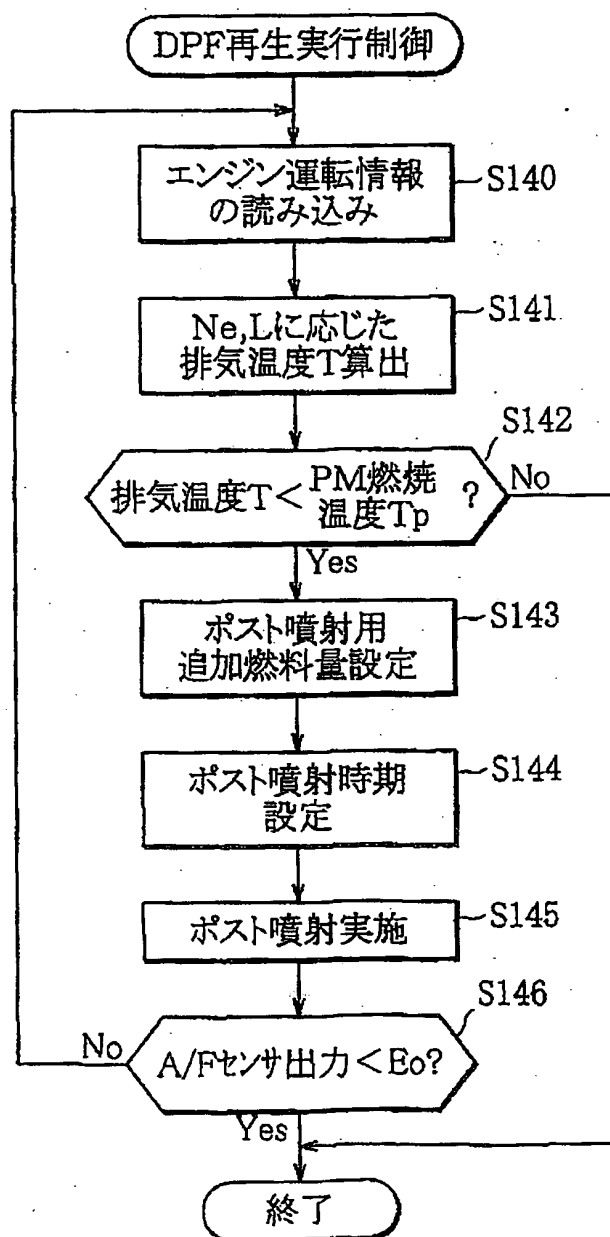 DPF再生実行制御
エンジン運転情報
の読み込み
S140
Ne,Lに応じた
排気温度T算出
S141
S142
排気温度T<PM燃焼
温度Tp ?
No
Yes
ポスト噴射用
追加燃料量設定
S143
ポスト噴射時期
設定
S144
ポスト噴射実施
S145
S146
A/Fセンサ出力<Eo?
No
Yes
終了